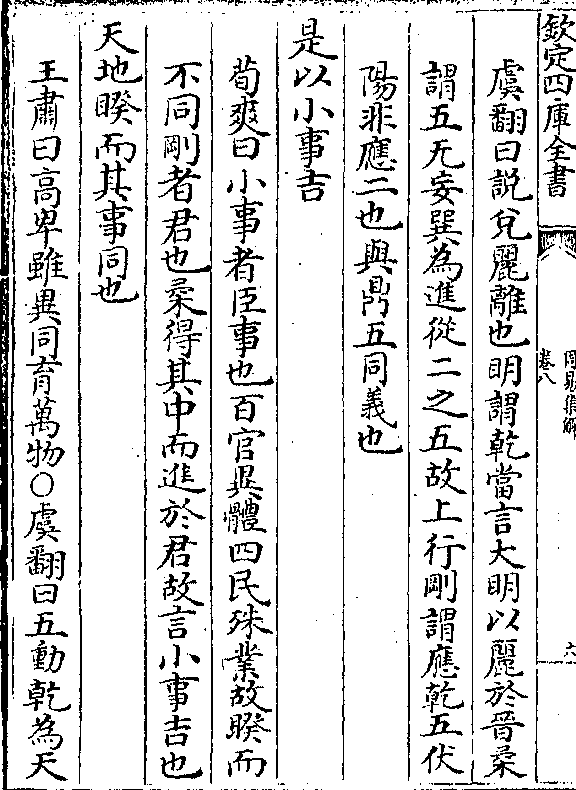 欽定四庫全書
周易集解
卷八
六
虞翻曰説兌麗離也明謂乾當言大明以麗於晉柔
謂五无妄巽為進從二之五故上行剛謂應乾五伏
陽非應二也與鼎五同義也
是以小事吉
荀爽曰小事者臣事也百官異體四民殊業故睽而
不同剛者君也柔得其中而進於君故言小事吉也
天地睽而其事同也
王肅曰高卑雖異同育萬物○虞翻曰五動乾為天